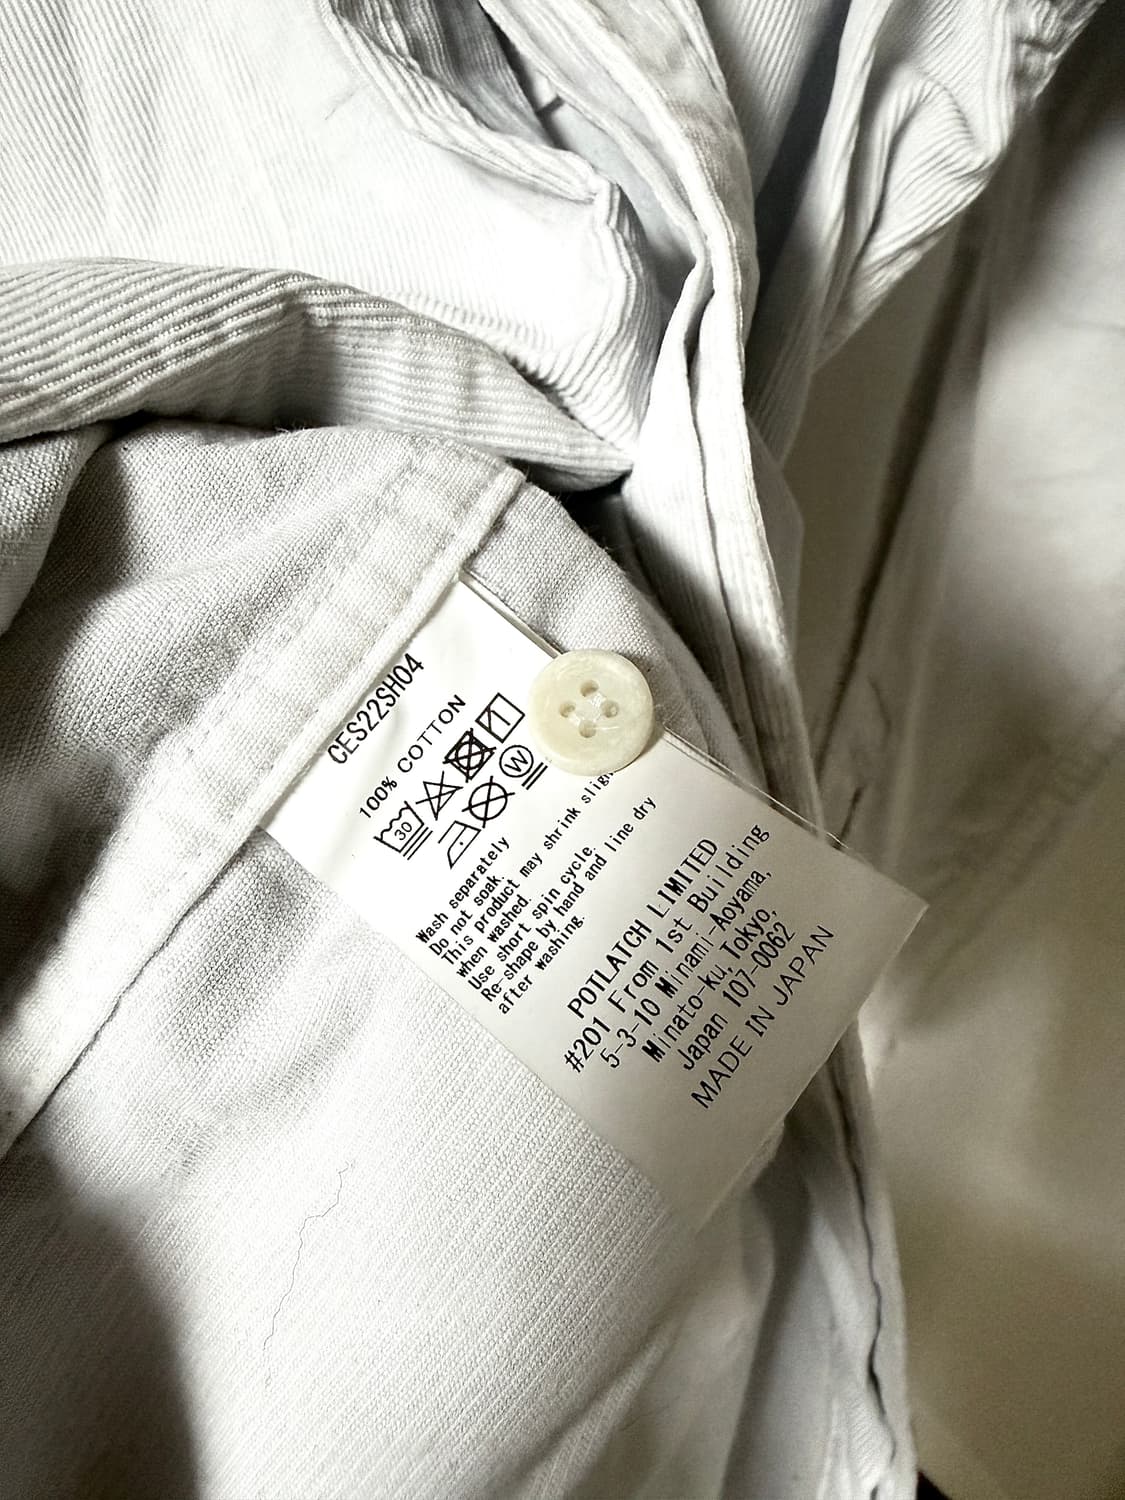 CES22SH04
100% COTTON
30
W
Wash separately
Do not soak.
This product may shrink
when washed.
Use short spin cycle.
Re-shape by hand and line dry
after washing.
POTLATCH LIMITED
#201 From 1st Building
5-3-10 Minami-Aoyama,
Minato-ku, Tokyo,
Japan 107-0062
MADE IN JAPAN